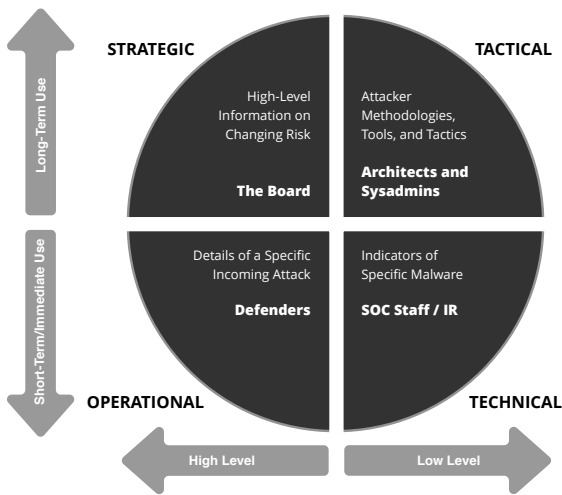 STRATEGIC
TACTICAL
Long-Term Use
High-Level
Information on
Changing Risk
The Board
Attacker
Methodologies,
Tools, and Tactics
Architects and
Sysadmins
Short-Term/Immediate Use
Details of a Specific
Incoming Attack
Defenders
Indicators of
Specific Malware
SOC Staff / IR
OPERATIONAL
TECHNICAL
High Level
Low Level